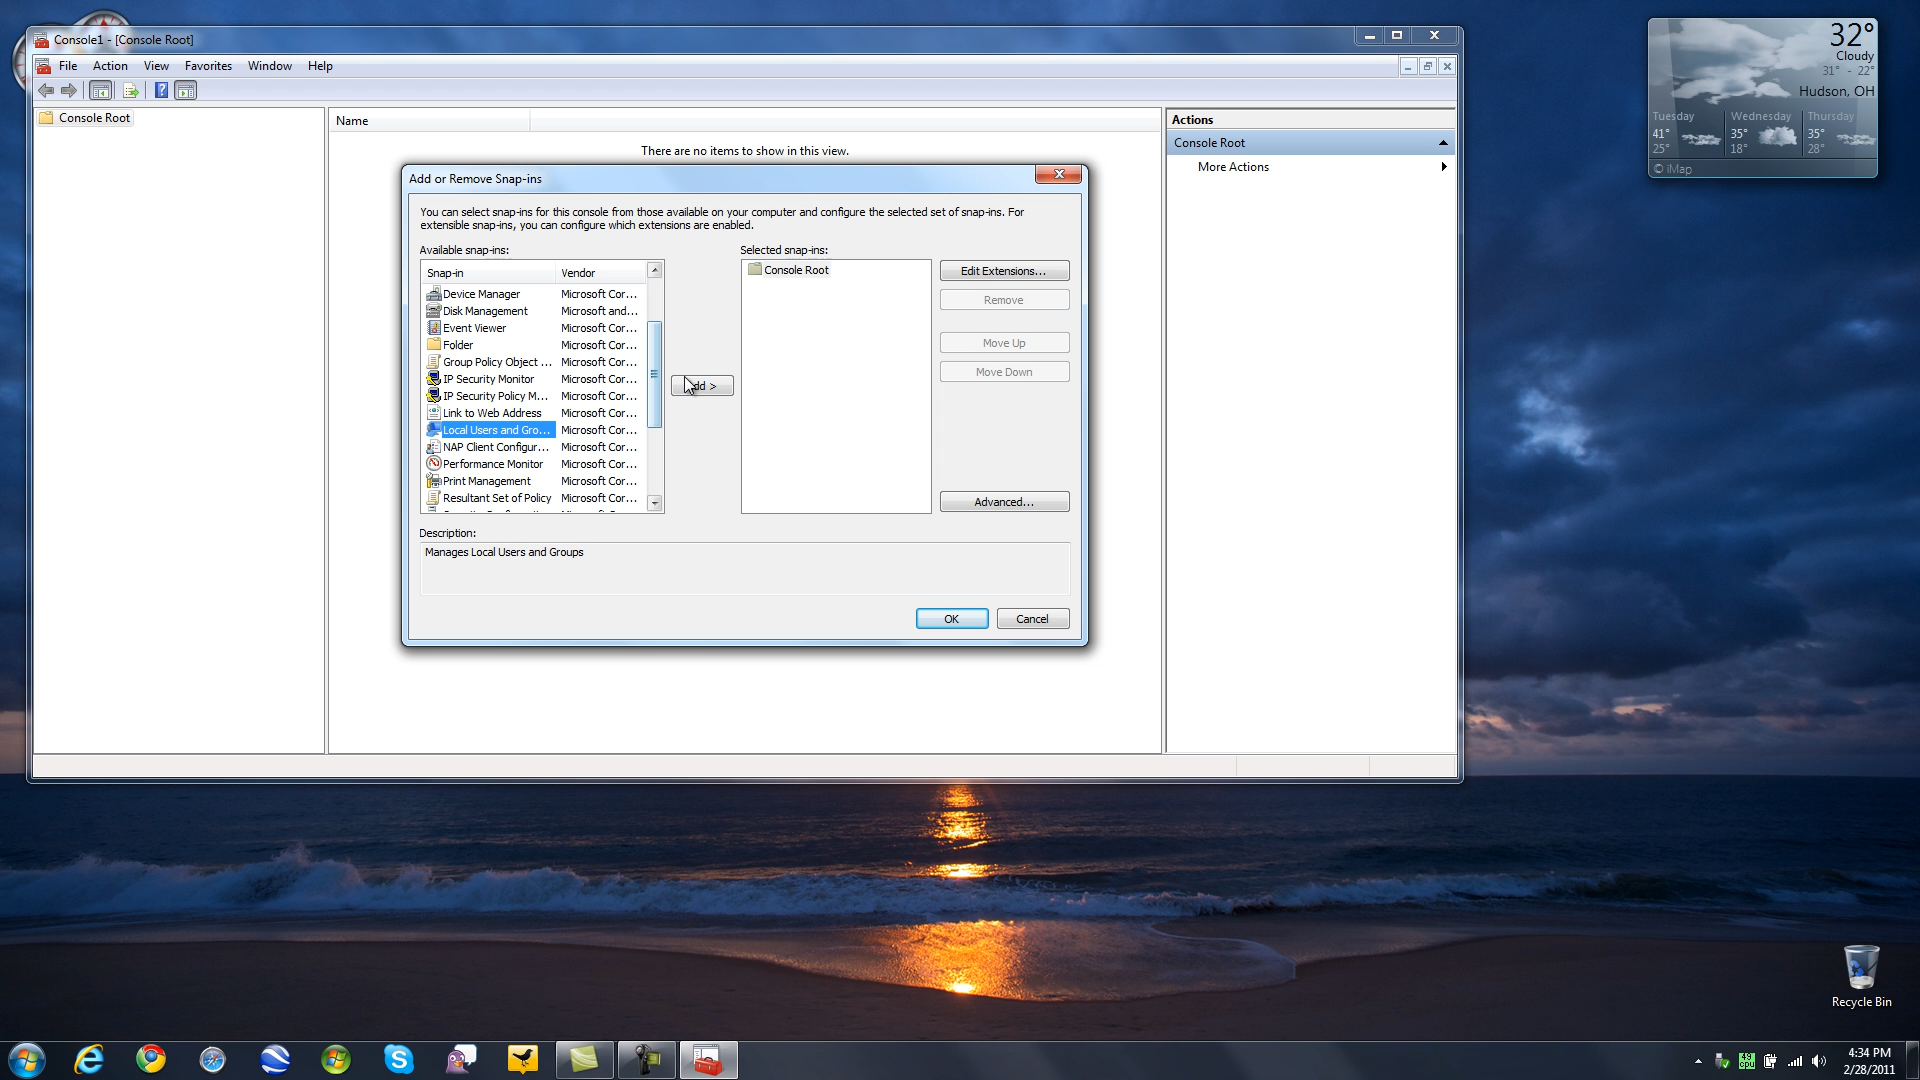 Console1 - [Console Root]
File Action View Favorites Window Help
Console Root
Name
There are no items to show in this view.
Actions
Console Root
More Actions
Add or Remove Snap-ins
You can select snap-ins for this console from those available on your computer and configure the selected set of snap-ins. For
extensible snap-ins, you can configure which extensions are enabled.
Available snap-ins:
Snap-in Vendor
Device Manager Microsoft Cor...
Disk Management Microsoft and...
Event Viewer Microsoft Cor...
Folder Microsoft Cor...
Group Policy Object ... Microsoft Cor...
IP Security Monitor Microsoft Cor...
IP Security Policy M... Microsoft Cor...
Link to Web Address Microsoft Cor...
Local Users and Gro... Microsoft Cor...
NAP Client Configur... Microsoft Cor...
Performance Monitor Microsoft Cor...
Print Management Microsoft Cor...
Resultant Set of Policy Microsoft Cor...
Selected snap-ins:
Console Root
Edit Extensions...
Remove
Move Up
Move Down
Advanced...
Description:
Manages Local Users and Groups
OK
Cancel
32°
Cloudy
31° - 22°
Hudson, OH
Tuesday Wednesday Thursday
41° 35° 35°
25° 18° 28°
© iMap
Recycle Bin
4:34 PM
2/28/2011